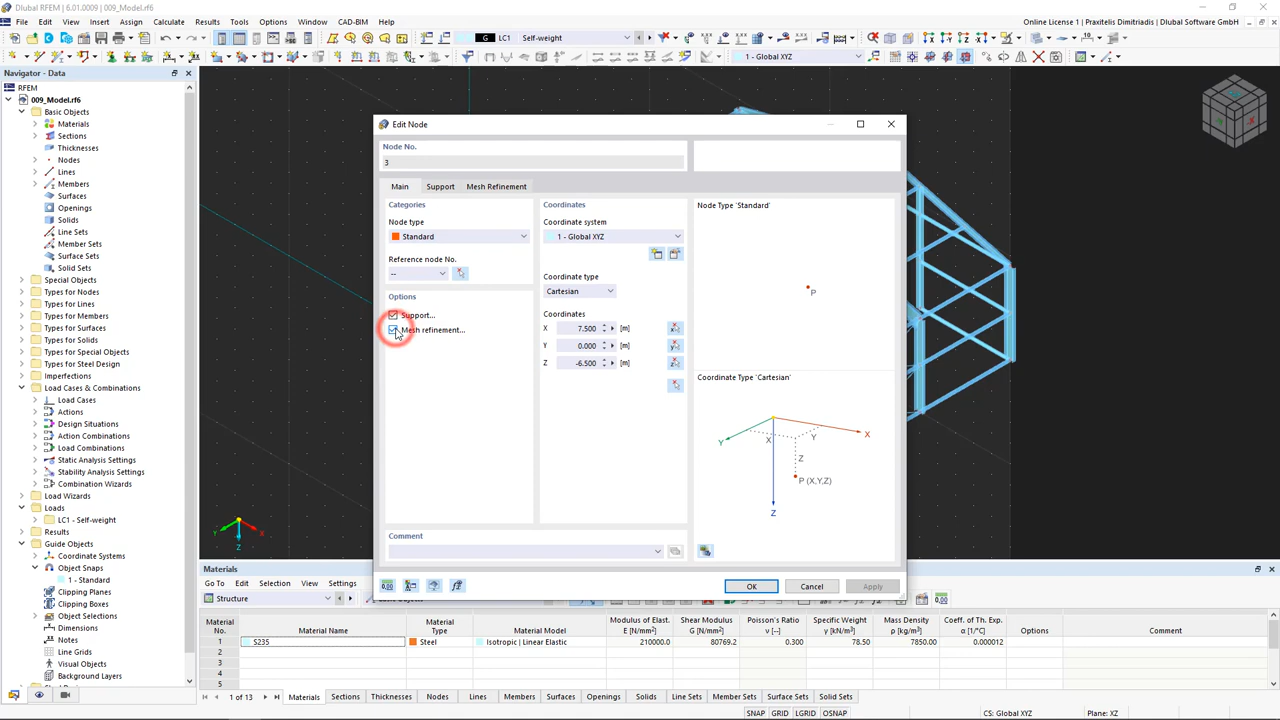 Dlubal RFEM | 6.01.0009 | 009_Model.rf6
File Edit View Insert Assign Calculate Results Tools Options Window CAD-BIM Help
Online License 1 | Praxitelis Dimitriadis | Dlubal Software GmbH
G LC1 Self-weight
1 - Global XYZ
Navigator - Data
RFEM
009_Model.rf6
Basic Objects
Materials
Sections
Thicknesses
Nodes
Lines
Members
Surfaces
Openings
Solids
Line Sets
Member Sets
Surface Sets
Solid Sets
Special Objects
Types for Nodes
Types for Lines
Types for Members
Types for Surfaces
Types for Solids
Types for Special Objects
Types for Steel Design
Imperfections
Load Cases & Combinations
Load Cases
Actions
Design Situations
Action Combinations
Load Combinations
Static Analysis Settings
Stability Analysis Settings
Combination Wizards
Load Wizards
Loads
LC1 - Self-weight
Results
Guide Objects
Coordinate Systems
Object Snaps
1 - Standard
Clipping Planes
Clipping Boxes
Object Selections
Dimensions
Notes
Line Grids
Visual Objects
Background Layers
Edit Node
Node No.
3
Main Support Mesh Refinement
Categories
Node type
Standard
Reference node No.
--
Options
Support...
Mesh refinement...
Coordinates
Coordinate system
1 - Global XYZ
Coordinate type
Cartesian
Coordinates
X 7.500 [m]
Y 0.000 [m]
Z -6.500 [m]
Node Type 'Standard'
P
Coordinate Type 'Cartesian'
X
Y
Z
X
Y
Z
P (X,Y,Z)
Comment
OK Cancel Apply
Y X
Z
Materials
Go To Edit Selection View Settings
Structure
Material No. Material Name Material Type Material Model Modulus of Elast. E [N/mm²] Shear Modulus G [N/mm²] Poisson's Ratio ν [--] Specific Weight γ [kN/m³] Mass Density ρ [kg/m³] Coeff. of Th. Exp. α [1/°C] Options Comment
1 S235 Steel Isotropic | Linear Elastic 210000.0 80769.2 0.300 78.50 7850.00 0.000012
2
3
4
5
1 of 13 Materials Sections Thicknesses Nodes Lines Members Surfaces Openings Solids Line Sets Member Sets Surface Sets Solid Sets
SNAP GRID LGRID OSNAP CS: Global XYZ Plane: XZ